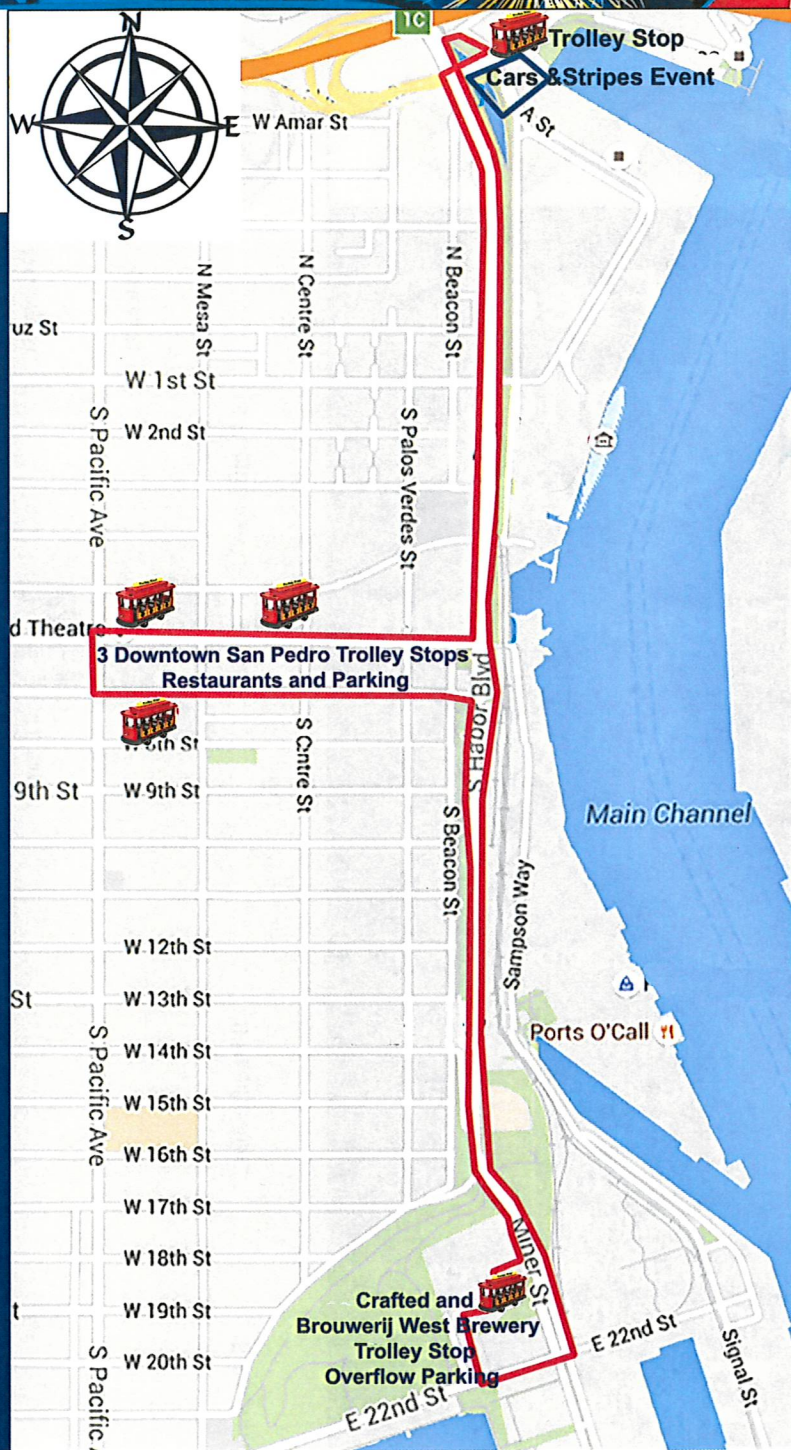 N
W
E
S
1C
Trolley Stop
Cars &Stripes Event
W Amar St
A St
N Mesa St
N Centre St
N Beacon St
uz St
W 1st St
W 2nd St
S Pacific Ave
S Palos Verdes St
d Theatre
3 Downtown San Pedro Trolley Stops
Restaurants and Parking
S Habor Blvd
S Cntre St
9th St
W 9th St
S Beacon St
Main Channel
Sampson Way
W 12th St
St
W 13th St
Ports O'Call
S Pacific Ave
W 14th St
W 15th St
W 16th St
W 17th St
Miner St
W 18th St
t
W 19th St
Crafted and
Brouwerij West Brewery
Trolley Stop
Overflow Parking
W 20th St
E 22nd St
E 22nd St
Signal St
S Pacific